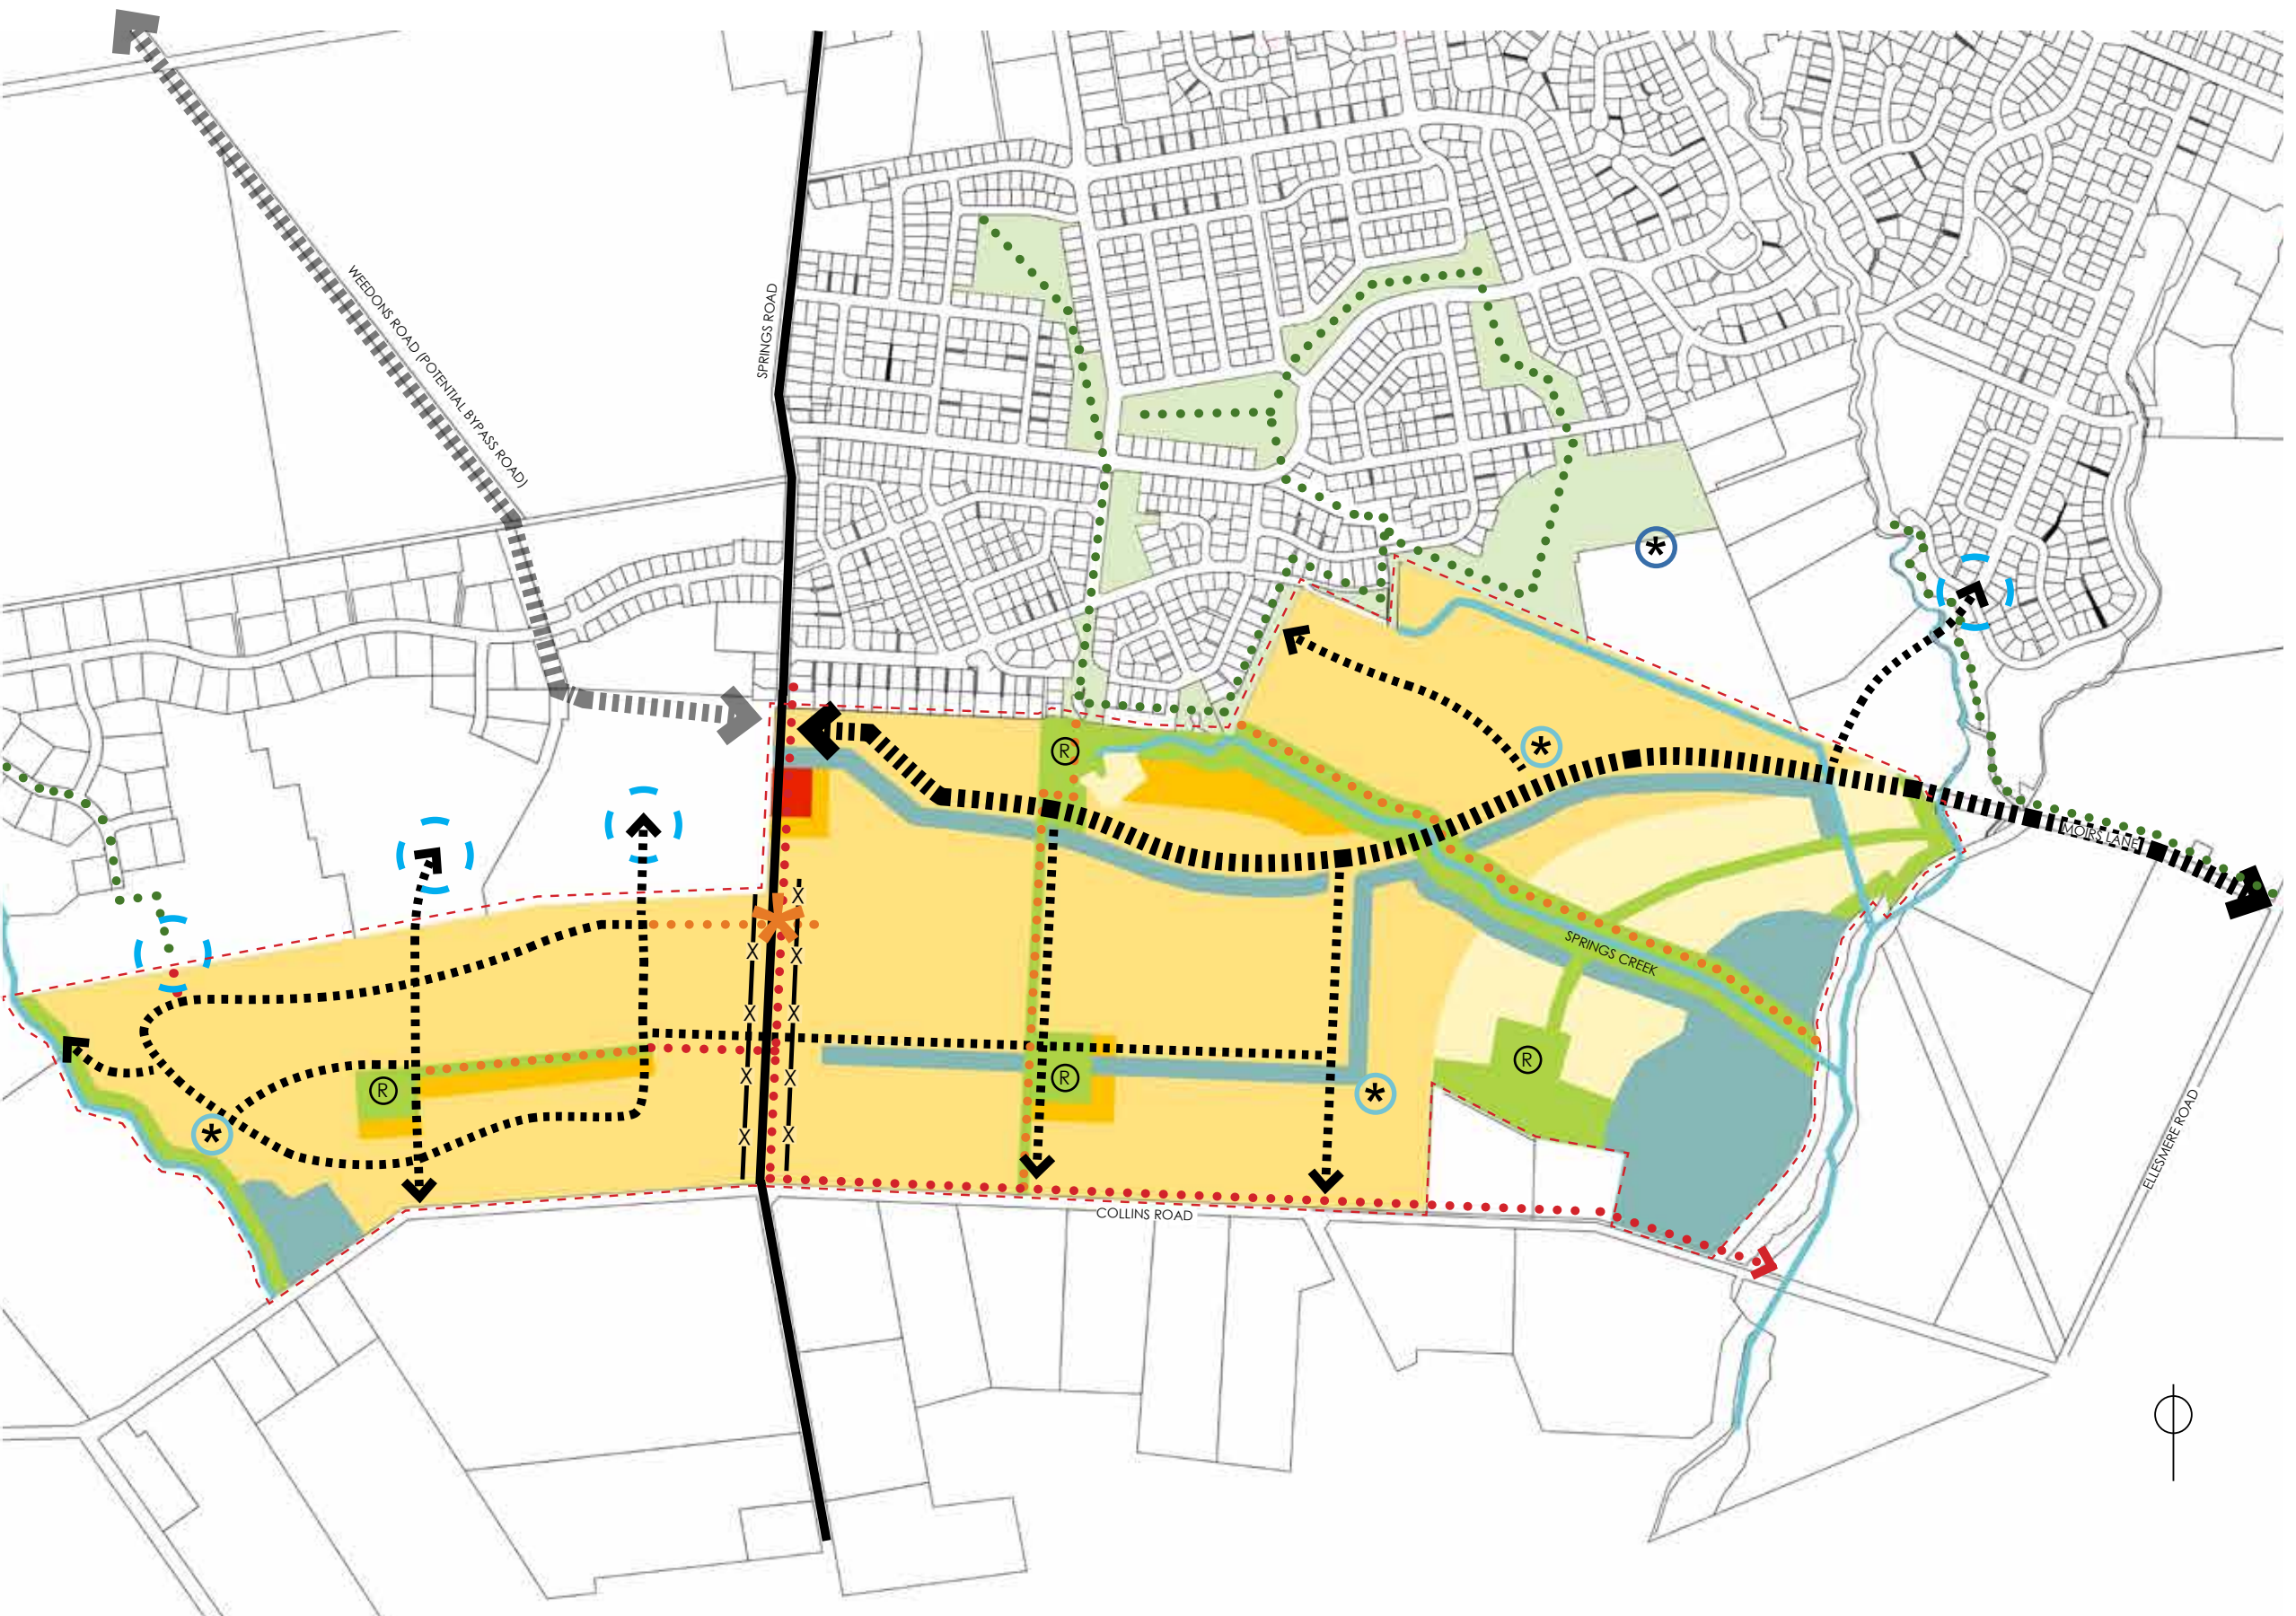 WEEDONS ROAD (POTENTIAL BYPASS ROAD)
SPRINGS ROAD
*
R
*
MOIRS LANE
SPRINGS CREEK
X
X
X
X
X
X
X
X
X
R
R
R
*
*
COLLINS ROAD
ELLESMERE ROAD